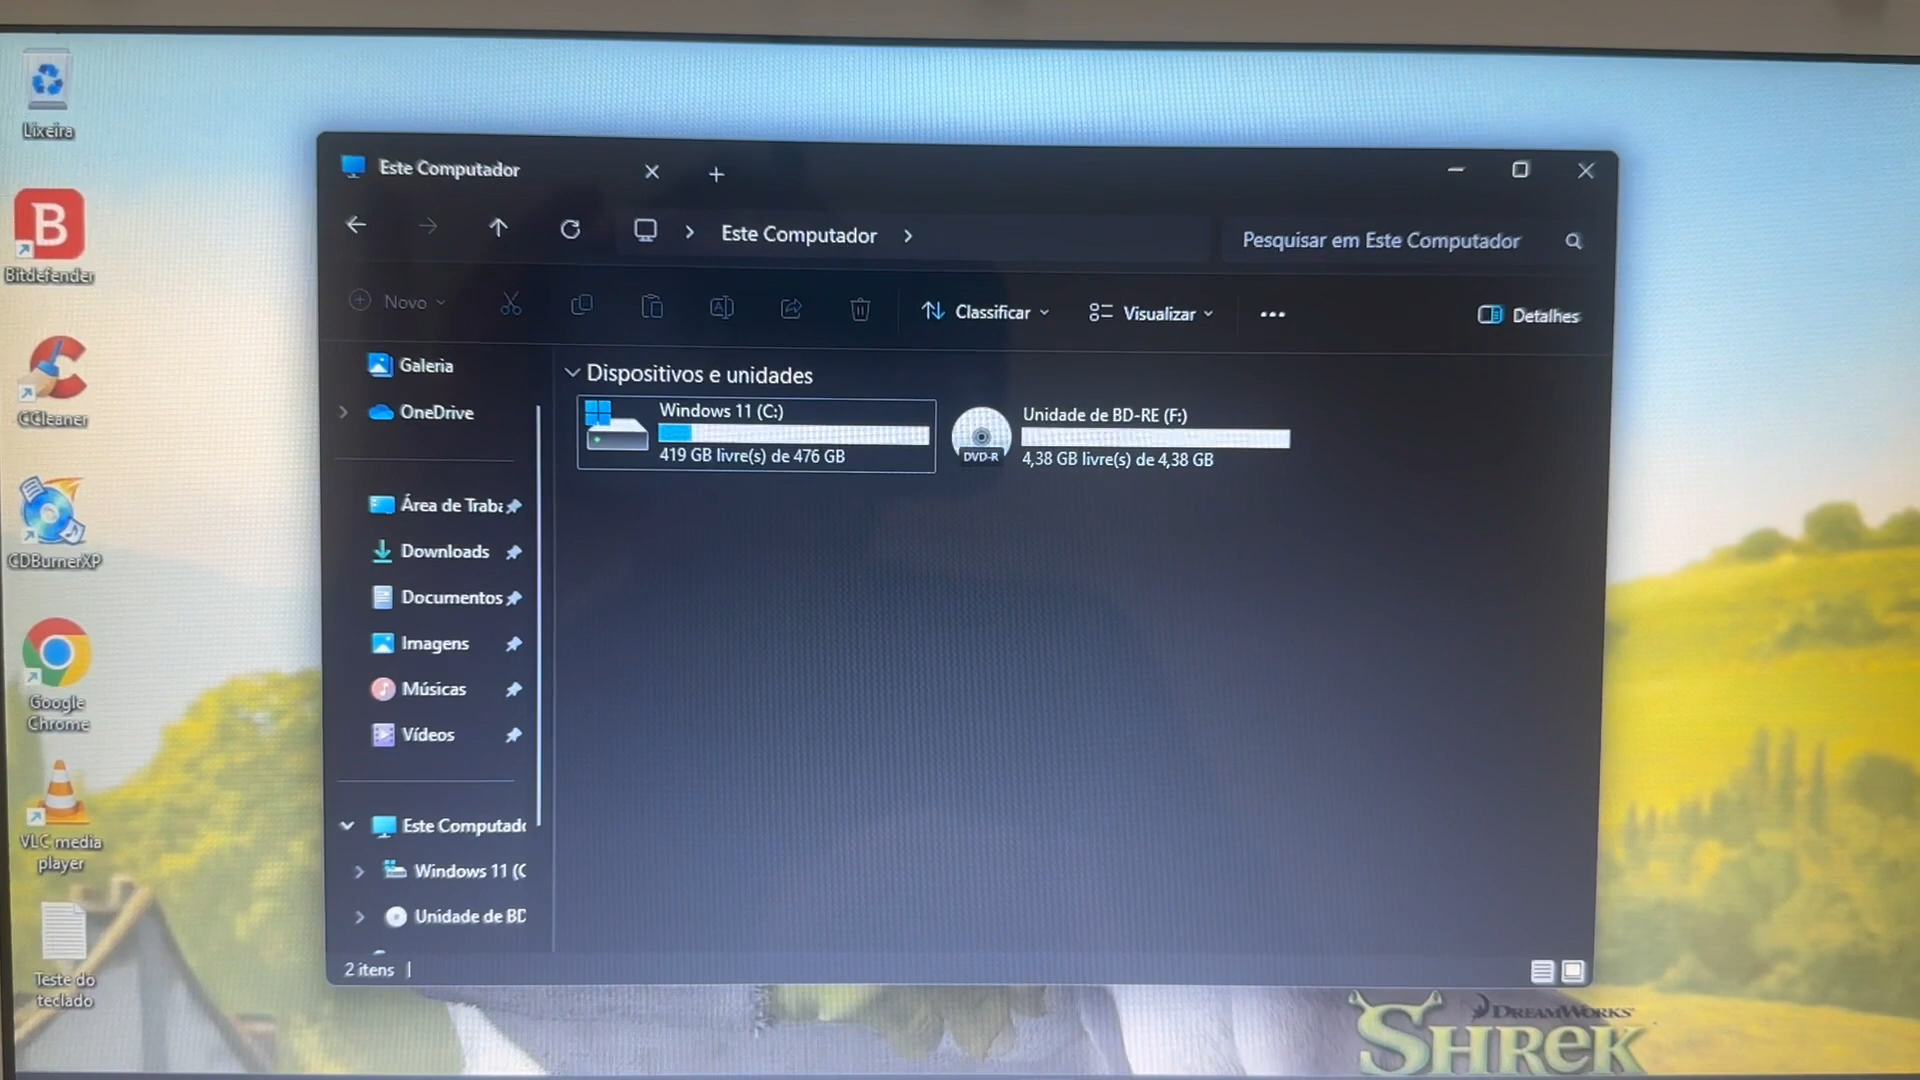 Lixeira
Bitdefender
CCleaner
CDBurnerXP
Google
Chrome
VLC media
player
Teste do
teclado
Este Computador
Este Computador
Pesquisar em Este Computador
Novo
Classificar
Visualizar
Detalhes
Galeria
OneDrive
Área de Traba
Downloads
Documentos
Imagens
Músicas
Vídeos
Este Computado
Windows 11 (C
Unidade de BD
Dispositivos e unidades
Windows 11 (C:)
419 GB livre(s) de 476 GB
DVD-R
Unidade de BD-RE (F:)
4,38 GB livre(s) de 4,38 GB
2 itens
DREAMWORKS
SHREK